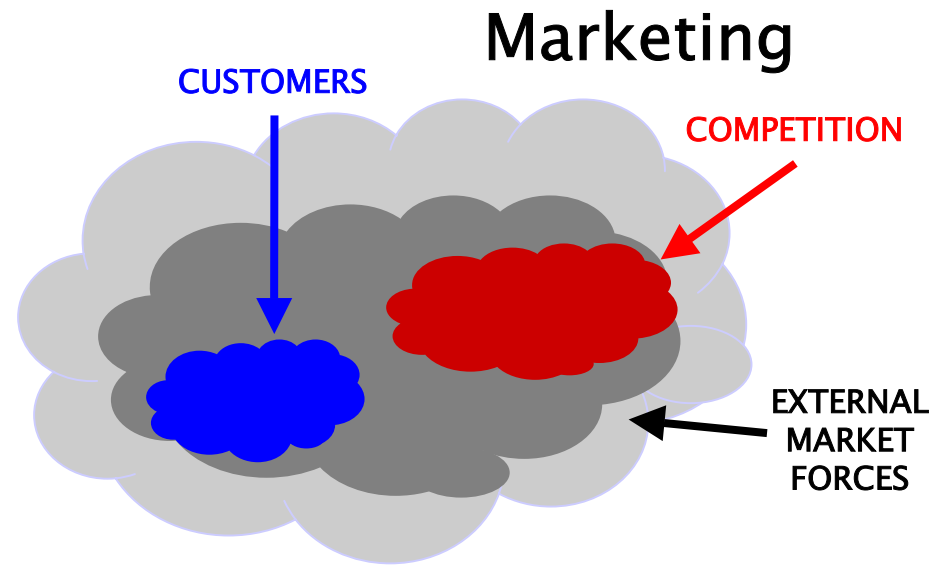 Marketing
CUSTOMERS
COMPETITION
EXTERNAL
MARKET
FORCES